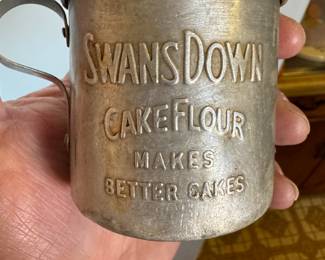 SWANS DOWN
CAKE FLOUR
MAKES
BETTER CAKES